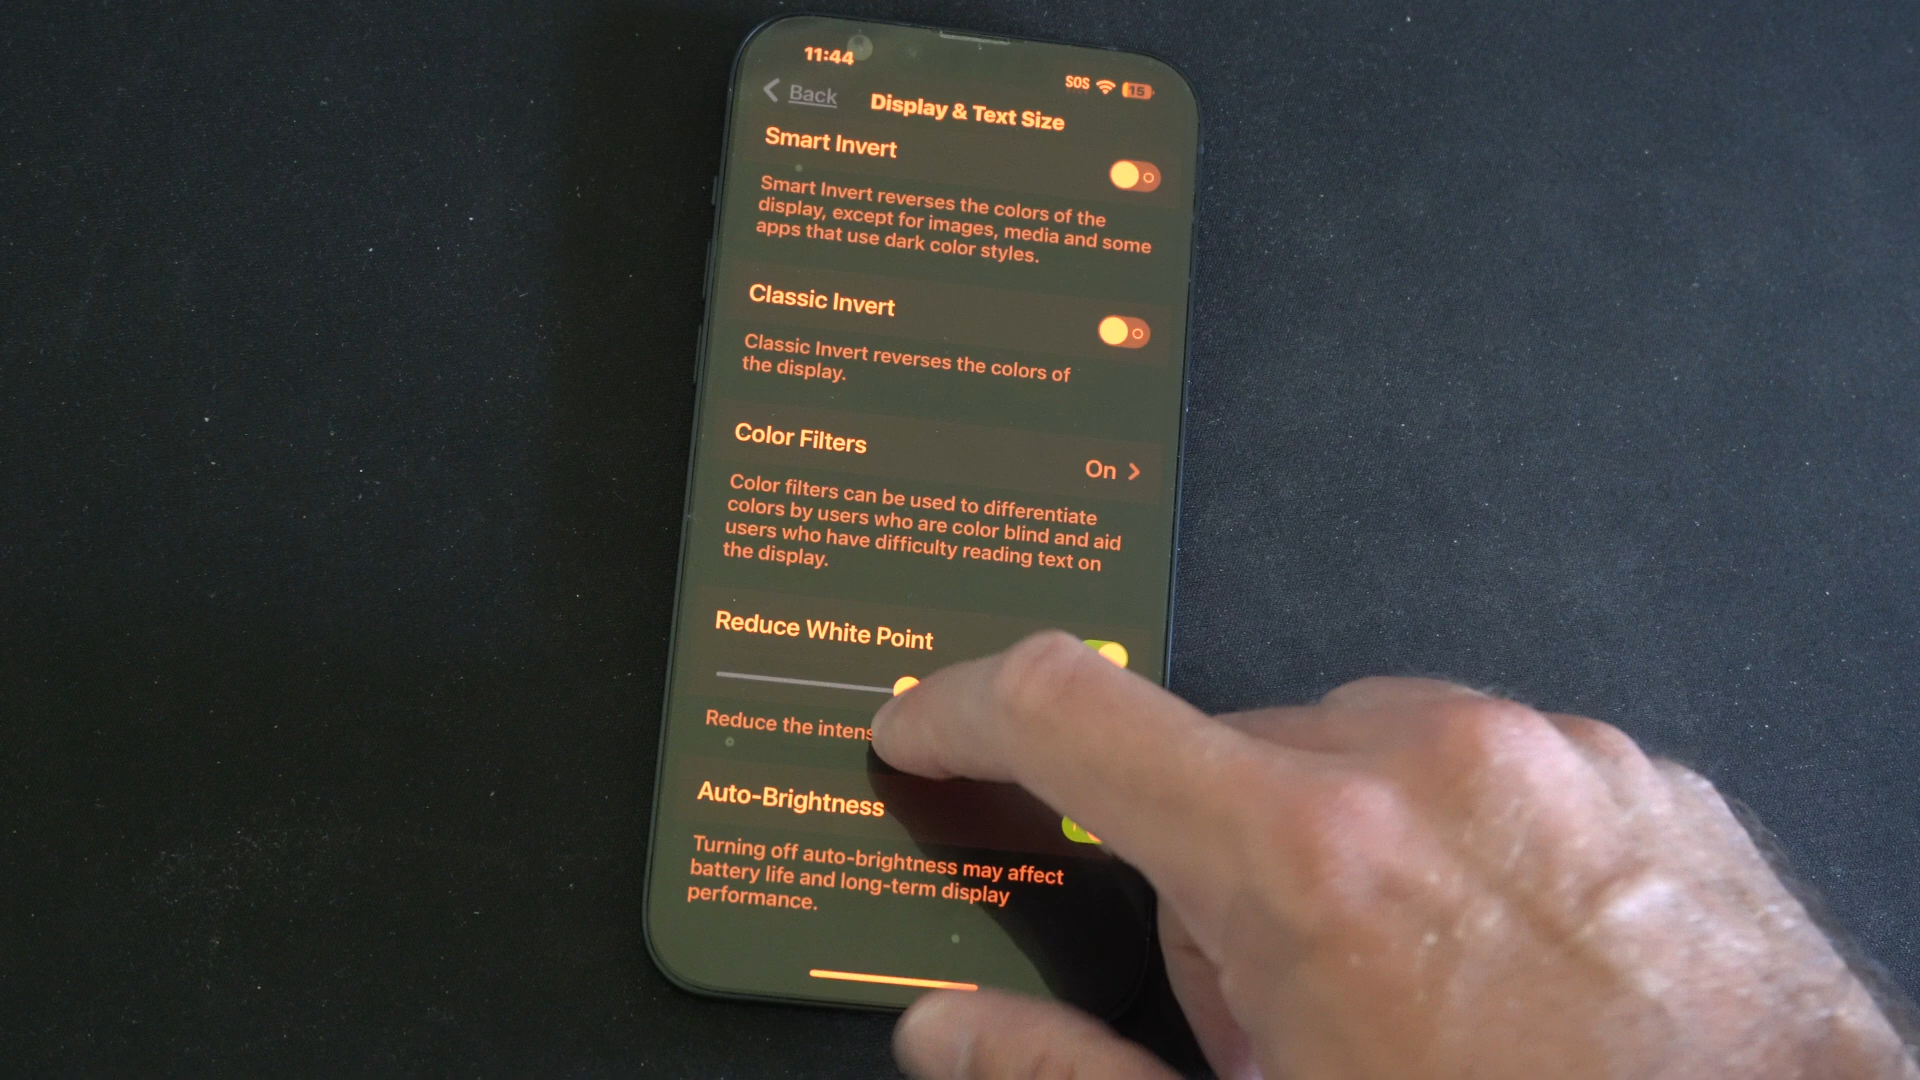 11:44
SOS
15
Back
Display & Text Size
Smart Invert
Smart Invert reverses the colors of the
display, except for images, media and some
apps that use dark color styles.
Classic Invert
Classic Invert reverses the colors of
the display.
Color Filters
On
Color filters can be used to differentiate
colors by users who are color blind and aid
users who have difficulty reading text on
the display.
Reduce White Point
Reduce the
Auto-Brightness
Turning off auto-brightness may affect
battery life and long-term display
performance.